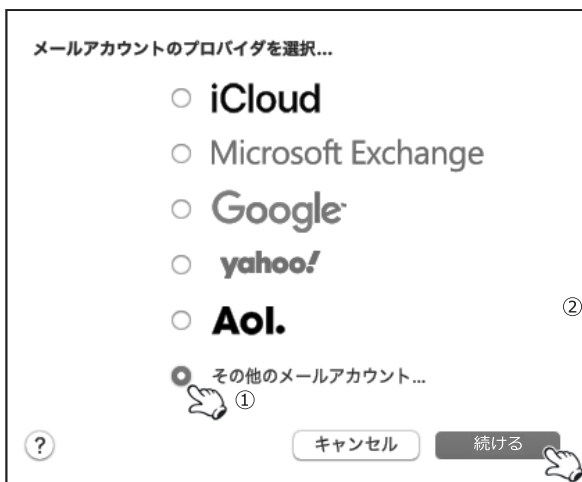 メールアカウントのプロバイダを選択...
iCloud
Microsoft Exchange
Google
yahoo!
Aol.
②
その他のメールアカウント...
①
?
キャンセル
続ける